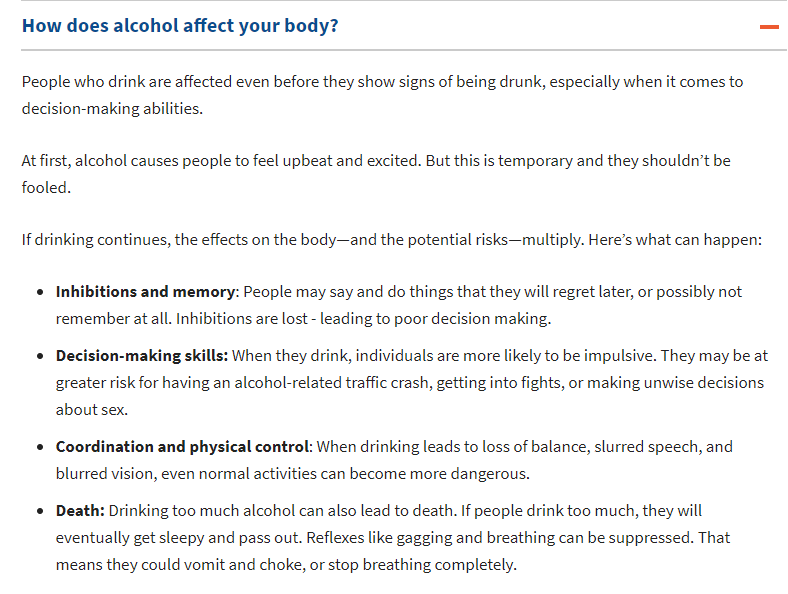 How does alcohol affect your body?
People who drink are affected even before they show signs of being drunk, especially when it comes to
decision-making abilities.
At first, alcohol causes people to feel upbeat and excited. But this is temporary and they shouldn’t be
fooled.
If drinking continues, the effects on the body—and the potential risks—multiply. Here’s what can happen:
• Inhibitions and memory: People may say and do things that they will regret later, or possibly not
remember at all. Inhibitions are lost - leading to poor decision making.
• Decision-making skills: When they drink, individuals are more likely to be impulsive. They may be at
greater risk for having an alcohol-related traffic crash, getting into fights, or making unwise decisions
about sex.
• Coordination and physical control: When drinking leads to loss of balance, slurred speech, and
blurred vision, even normal activities can become more dangerous.
• Death: Drinking too much alcohol can also lead to death. If people drink too much, they will
eventually get sleepy and pass out. Reflexes like gagging and breathing can be suppressed. That
means they could vomit and choke, or stop breathing completely.